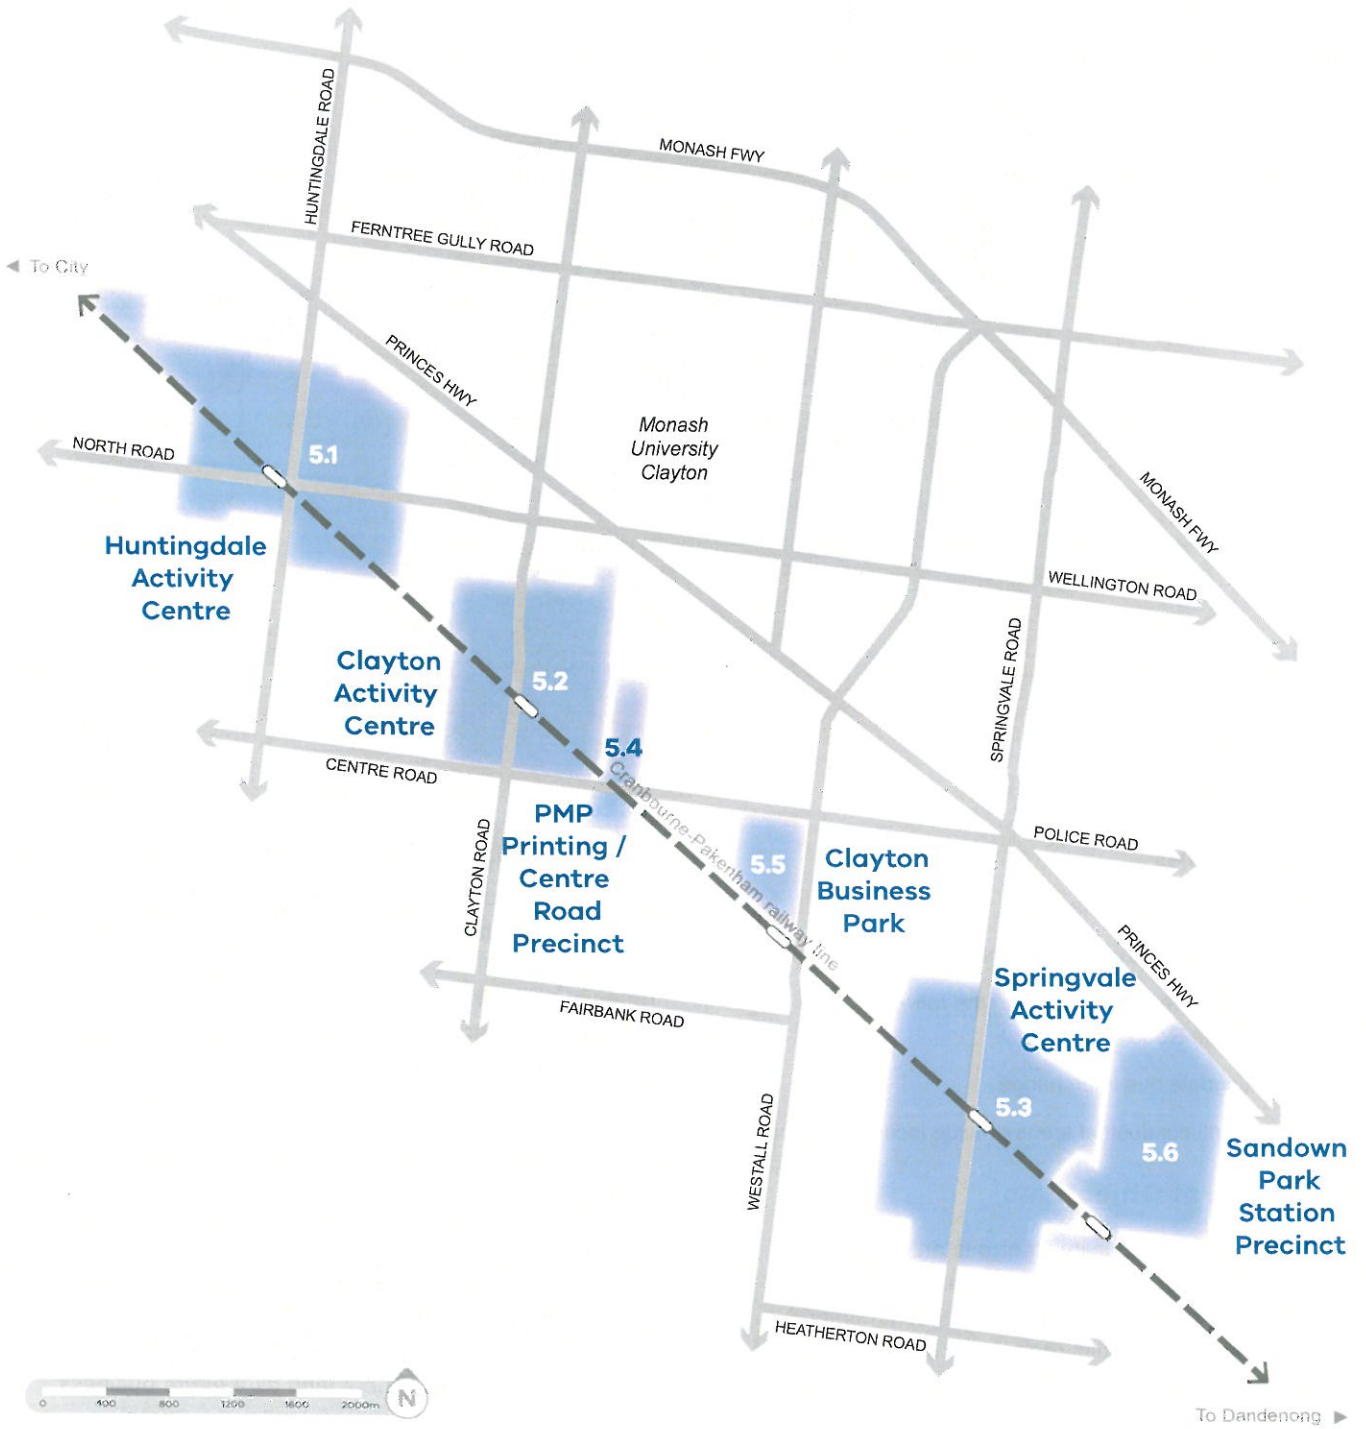 HUNTINGDALE ROAD
MONASH FWY
FERNTREE GULLY ROAD
◄ To City
PRINCES HWY
Monash
University
Clayton
NORTH ROAD
5.1
MONASH FWY
Huntingdale
Activity
Centre
WELLINGTON ROAD
SPRINGVALE ROAD
Clayton
Activity
Centre
5.2
5.4
CENTRE ROAD
Cranbourne-Pakenham railway line
PMP
Printing /
Centre
Road
Precinct
CLAYTON ROAD
POLICE ROAD
5.5
Clayton
Business
Park
PRINCES HWY
Springvale
Activity
Centre
FAIRBANK ROAD
5.3
WESTALL ROAD
5.6
Sandown
Park
Station
Precinct
HEATHERTON ROAD
0 400 800 1200 1600 2000m
N
To Dandenong ►